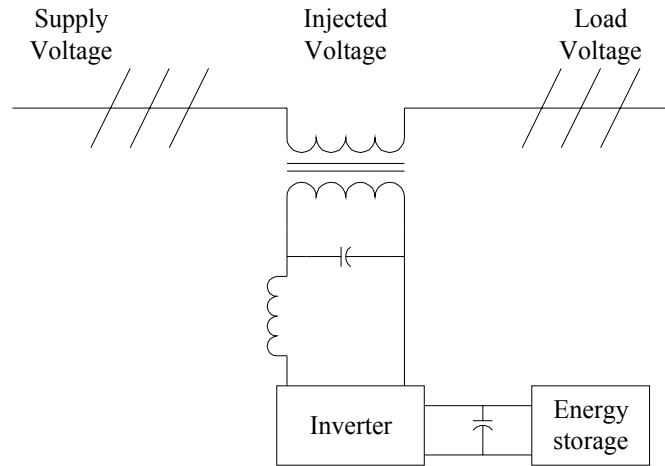 Supply
Voltage
Injected
Voltage
Load
Voltage
Inverter
Energy
storage